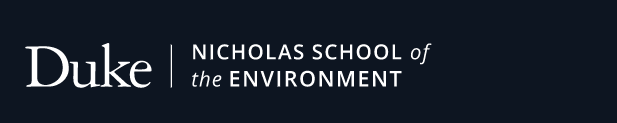 Duke
NICHOLAS SCHOOL of
the ENVIRONMENT